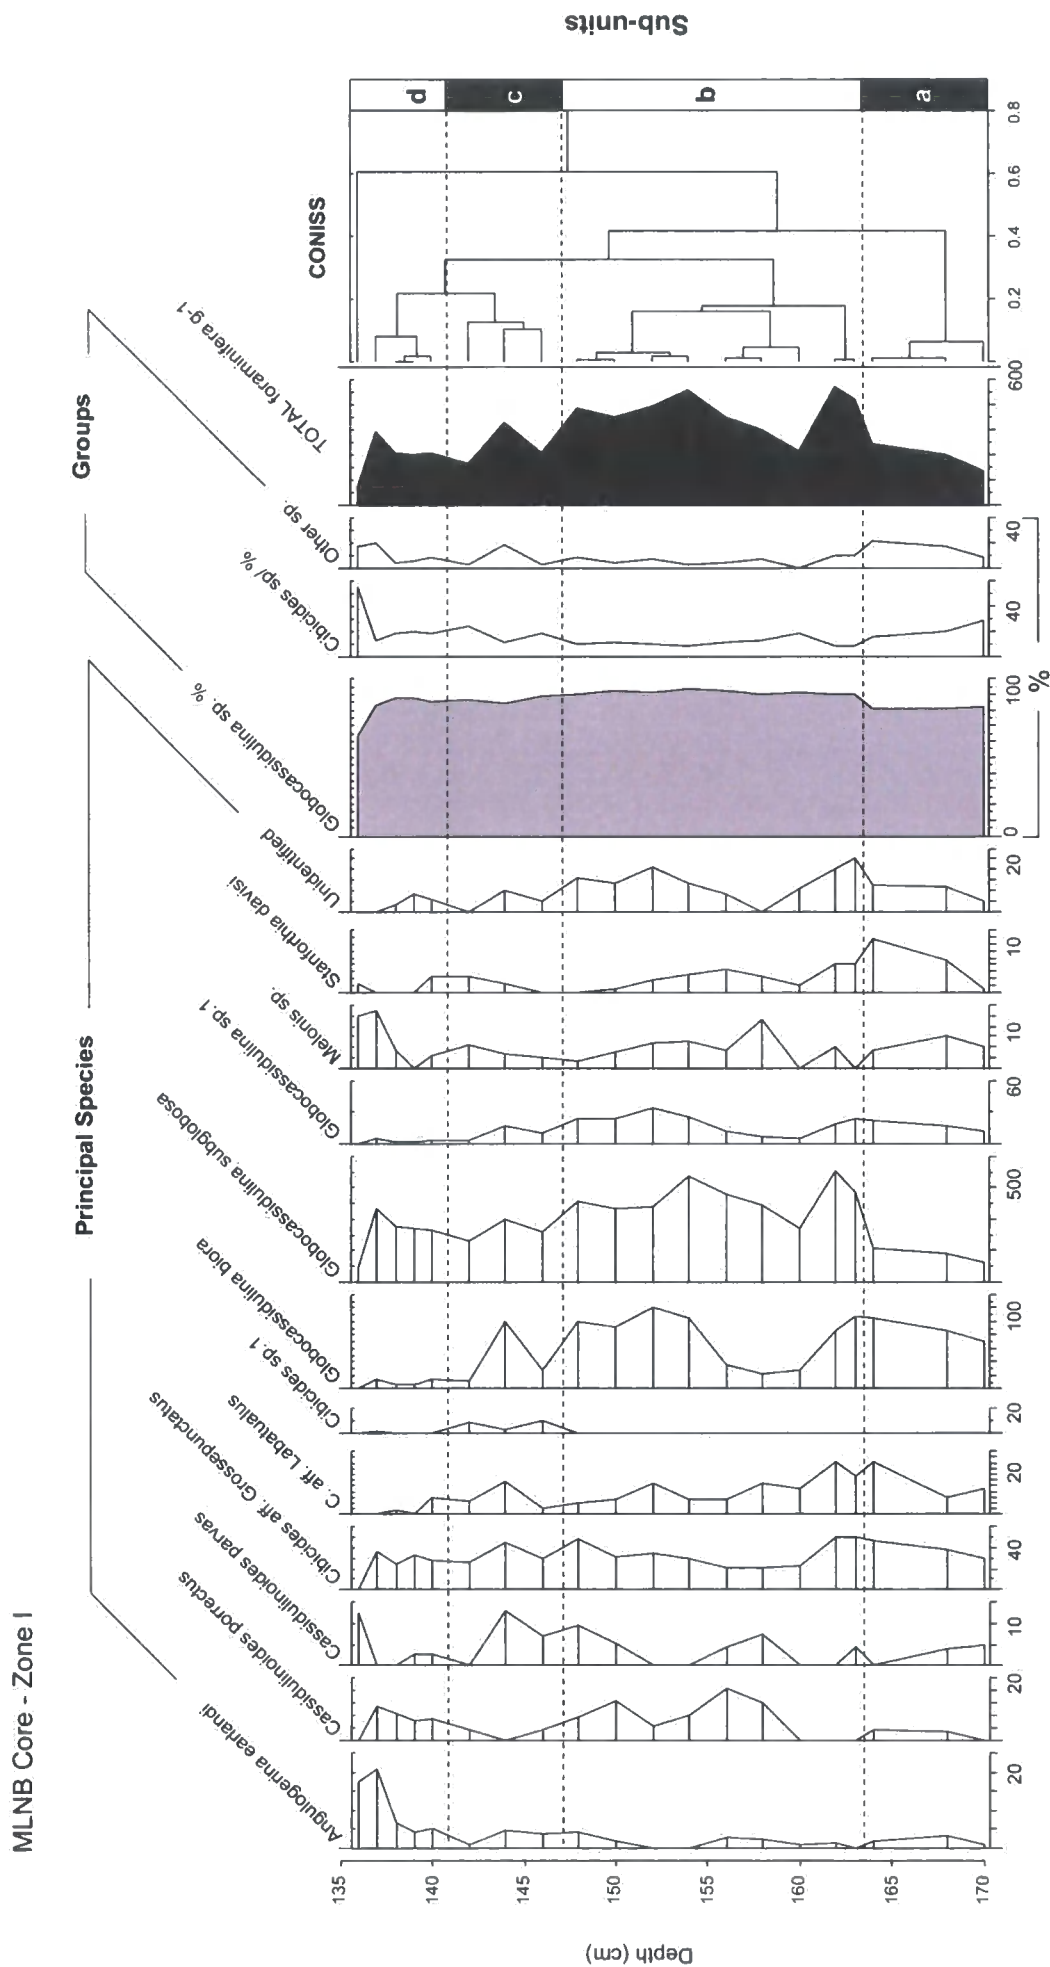 MLNB Core - Zone I
Principal Species
Groups
Sub-units
Angulogerina earlandi
Cassidulinoides porrectus
Cassidulinoides parvas
Cibicides aff. Grossepunctatus
C. aff. Labatualus
Cibicides sp.1
Globocassidulina biora
Globocassidulina subglobosa
Globocassidulina sp.1
Melonis sp.
Stanforthia davisi
Unidentified
Globocassidulina sp. %
Cibicides sp/ %
Other sp.
TOTAL foraminifera g-1
CONISS
d
c
b
a
Depth (cm)
135
140
145
150
155
160
165
170
20
20
10
40
20
20
100
500
60
10
10
20
0
100
40
40
600
0.2
0.4
0.6
0.8
%